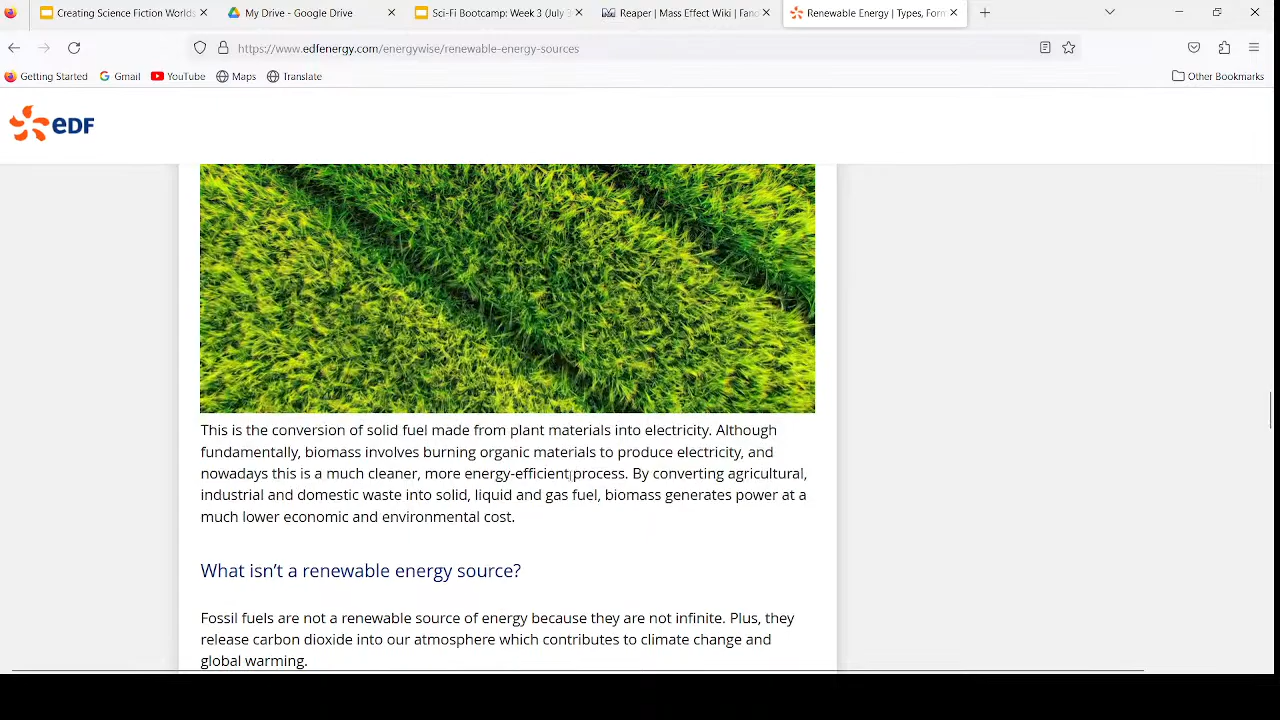 Creating Science Fiction Worlds
My Drive - Google Drive
Sci-Fi Bootcamp: Week 3 (July
Reaper | Mass Effect Wiki | Fand
Renewable Energy | Types, For
https://www.edfenergy.com/energywise/renewable-energy-sources
Getting Started
Gmail
YouTube
Maps
Translate
Other Bookmarks
eDF
This is the conversion of solid fuel made from plant materials into electricity. Although
fundamentally, biomass involves burning organic materials to produce electricity, and
nowadays this is a much cleaner, more energy-efficient process. By converting agricultural,
industrial and domestic waste into solid, liquid and gas fuel, biomass generates power at a
much lower economic and environmental cost.
What isn’t a renewable energy source?
Fossil fuels are not a renewable source of energy because they are not infinite. Plus, they
release carbon dioxide into our atmosphere which contributes to climate change and
global warming.